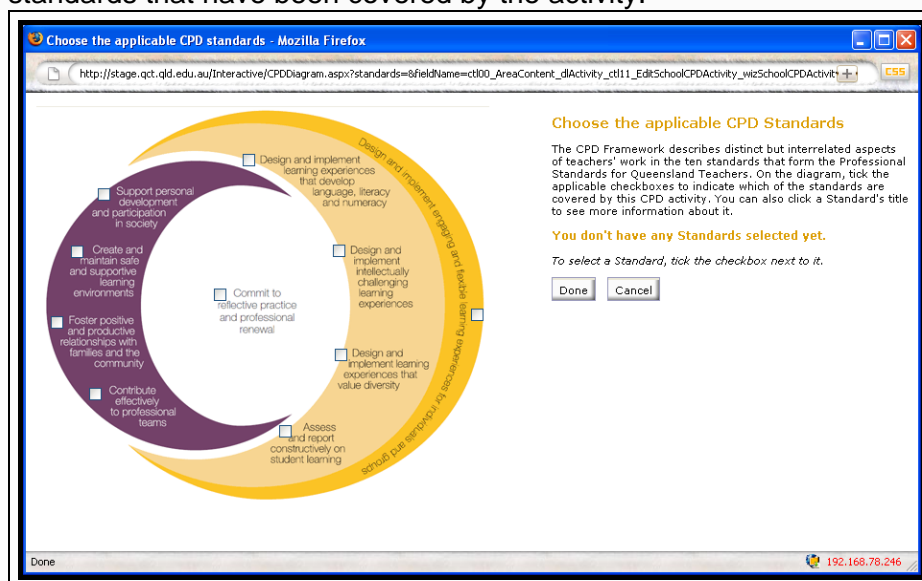 standards that have been covered by the activity.
Choose the applicable CPD standards - Mozilla Firefox
http://stage.qct.qld.edu.au/Interactive/CPDDiagram.aspx?standards=&fieldName=ctl00_AreaContent_dlActivity_ctl11_EditSchoolCPDActivity_wizSchoolCPDActivit
CSS
Design and implement engaging and flexible learning experiences for individuals and groups
Design and implement
learning experiences
that develop
language, literacy
and numeracy
Support personal
development
and participation
in society
Create and
maintain safe
and supportive
learning
environments
Foster positive
and productive
relationships with
families and the
community
Contribute
effectively
to professional
teams
Commit to
reflective practice
and professional
renewal
Design and
implement
intellectually
challenging
learning
experiences
Design and
implement learning
experiences that
value diversity
Assess
and report
constructively on
student learning
Choose the applicable CPD Standards
The CPD Framework describes distinct but interrelated aspects
of teachers' work in the ten standards that form the Professional
Standards for Queensland Teachers. On the diagram, tick the
applicable checkboxes to indicate which of the standards are
covered by this CPD activity. You can also click a Standard's title
to see more information about it.
You don't have any Standards selected yet.
To select a Standard, tick the checkbox next to it.
Done Cancel
Done 192.168.78.246